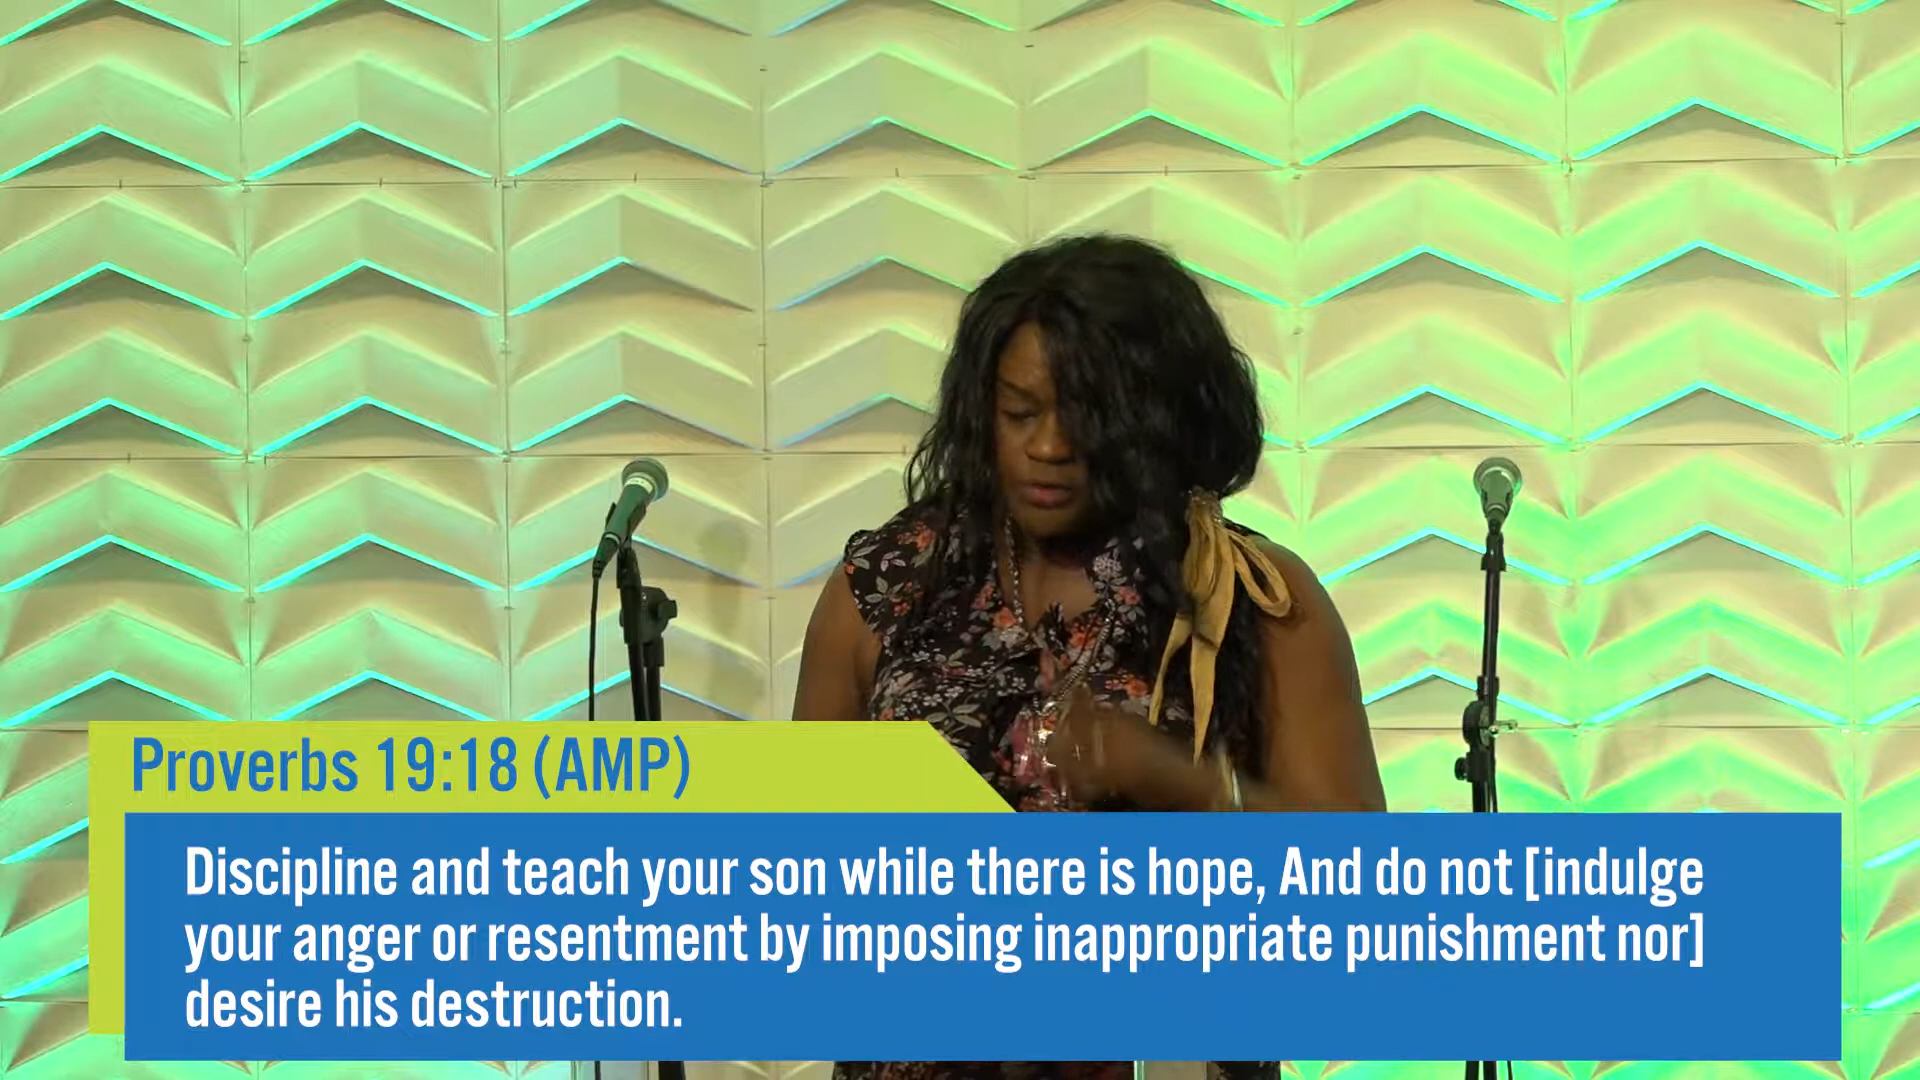 Proverbs 19:18 (AMP)
Discipline and teach your son while there is hope, And do not [indulge
your anger or resentment by imposing inappropriate punishment nor]
desire his destruction.